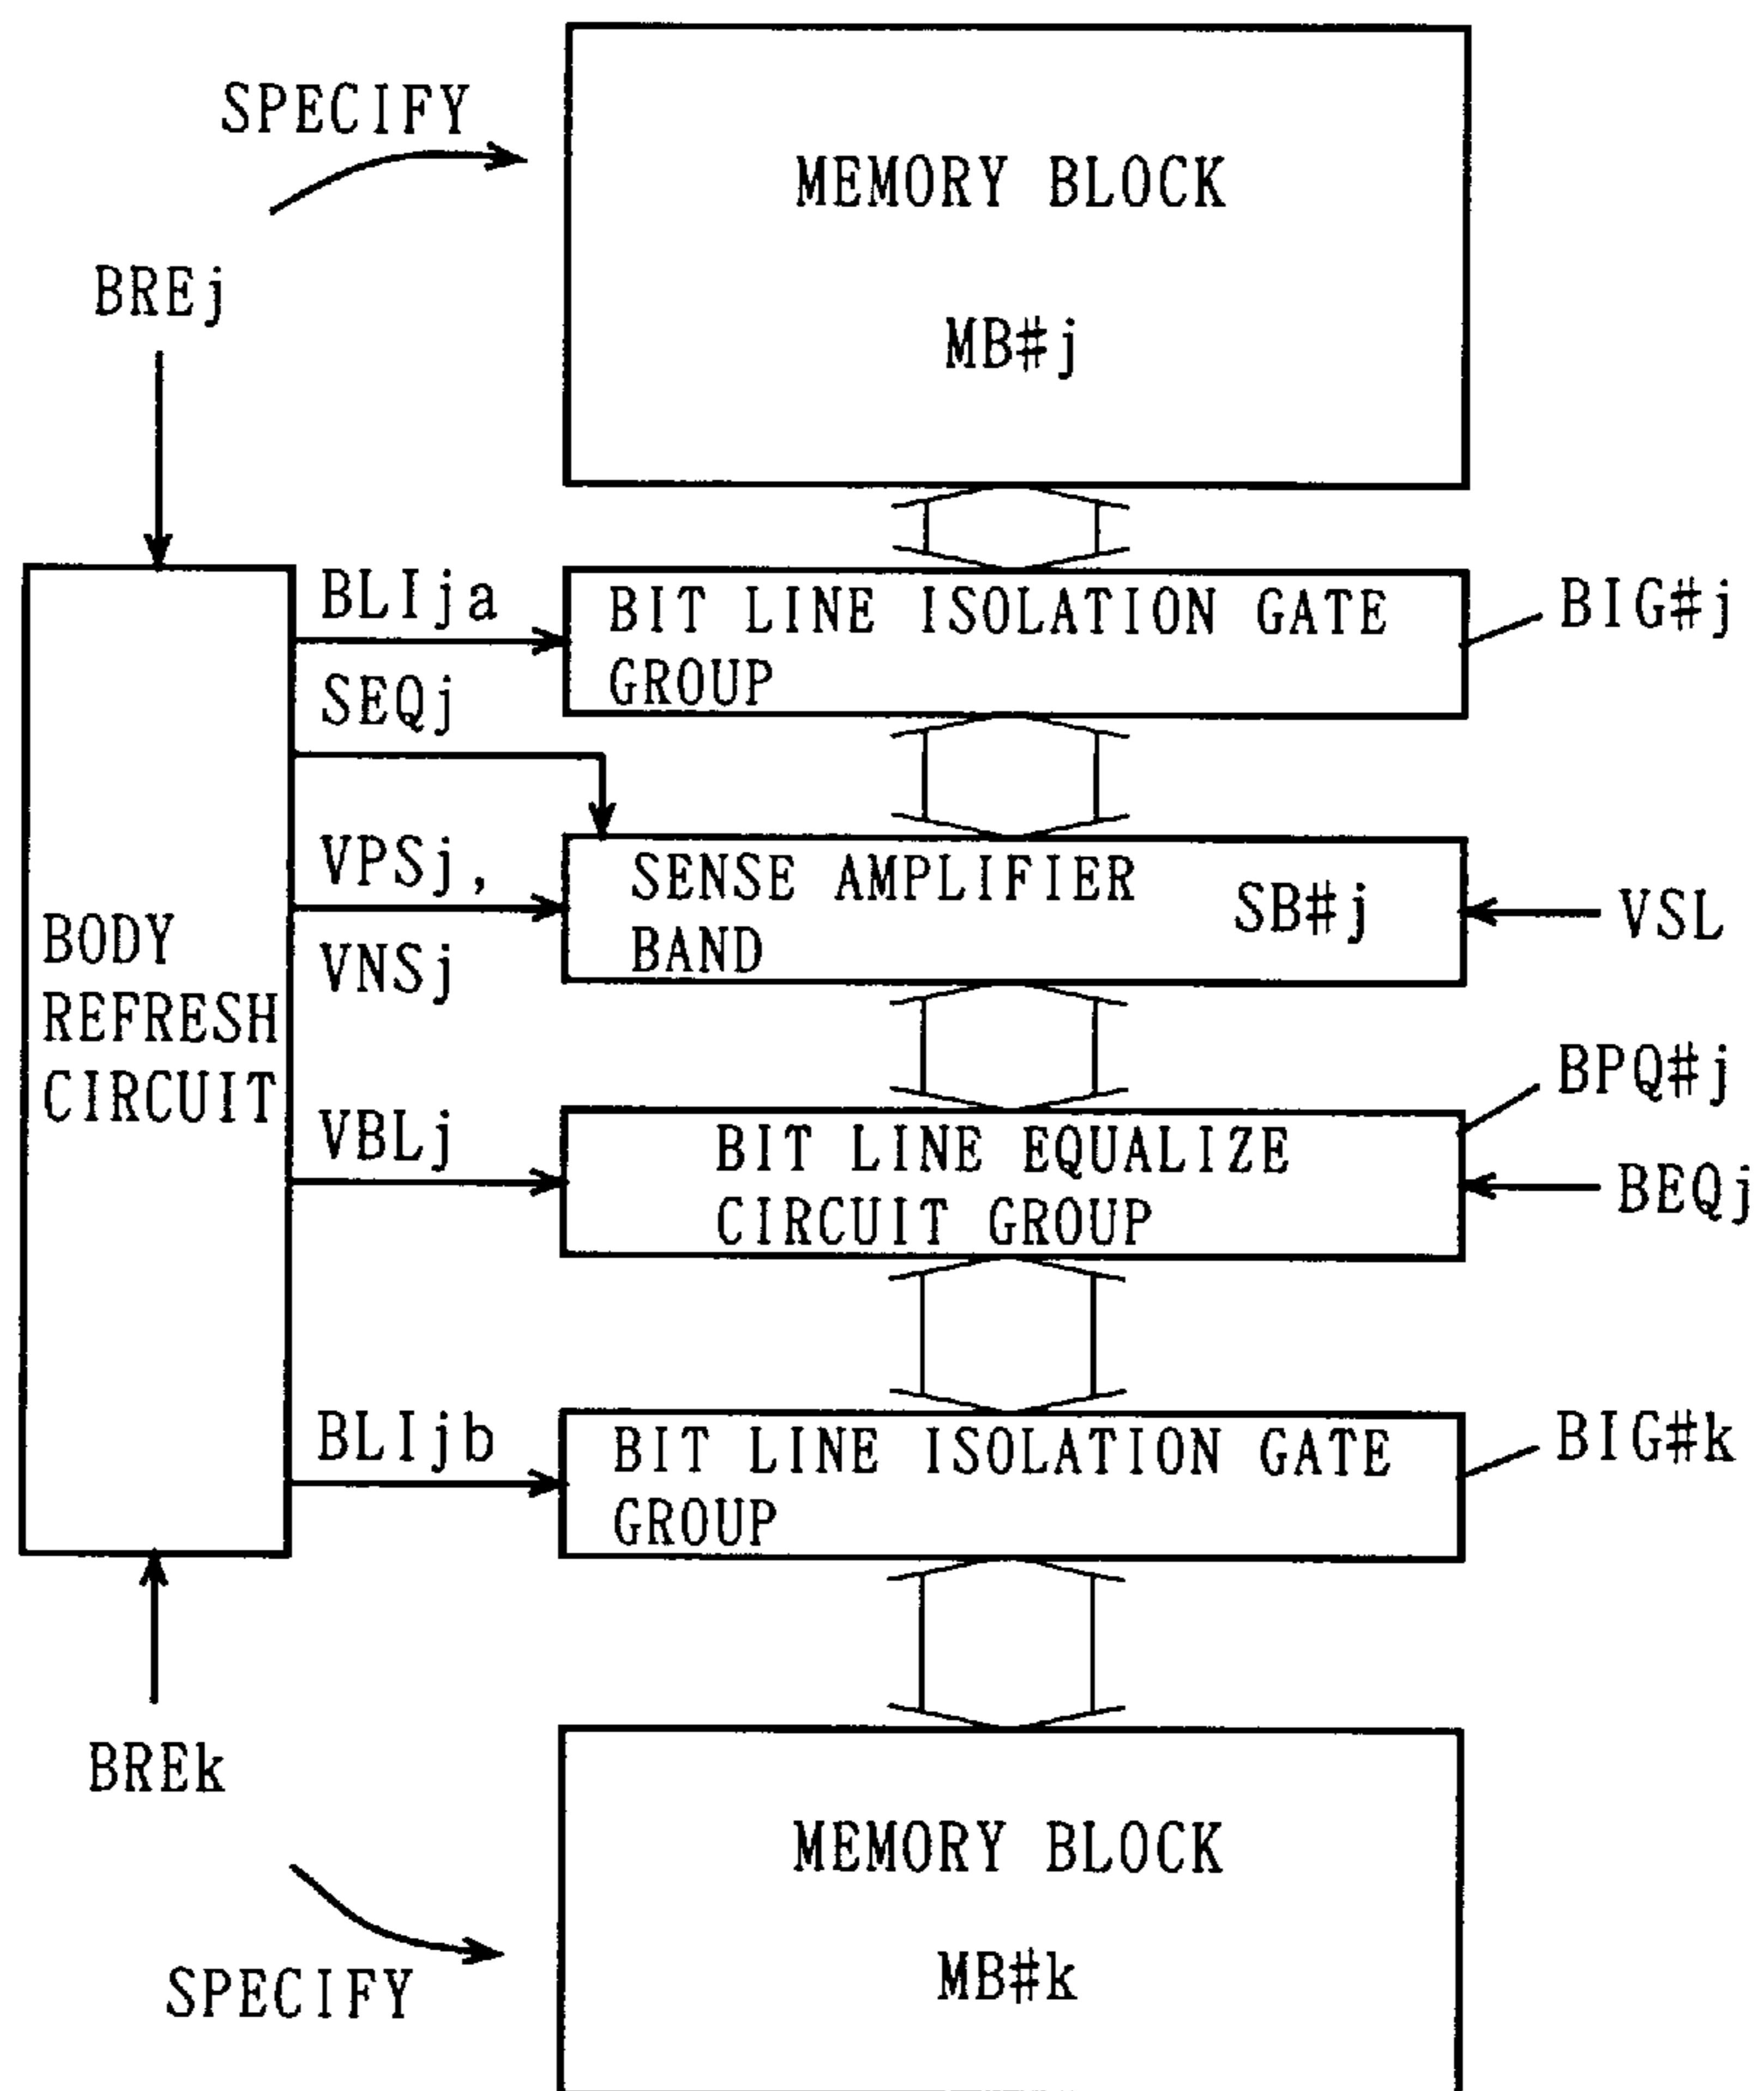 SPECIFY
MEMORY BLOCK
BREj
MB#j
BLIja
BIT LINE ISOLATION GATE
GROUP
BIG#j
SEQj
VPSj,
VNSj
SENSE AMPLIFIER
BAND
SB#j
VSL
BODY
REFRESH
CIRCUIT
BPQ#j
VBLj
BIT LINE EQUALIZE
CIRCUIT GROUP
BEQj
BLIjb
BIT LINE ISOLATION GATE
GROUP
BIG#k
BREk
MEMORY BLOCK
MB#k
SPECIFY